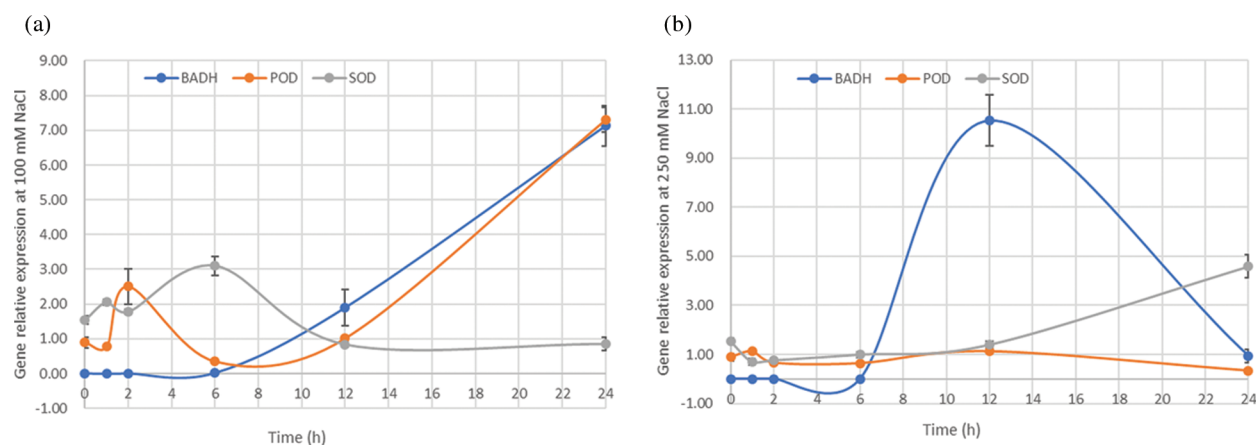 (a)
BADH POD SOD
Gene relative expression at 100 mM NaCl
9.00
8.00
7.00
6.00
5.00
4.00
3.00
2.00
1.00
0.00
-1.00
0 2 4 6 8 10 12 14 16 18 20 22 24
Time (h)
(b)
BADH POD SOD
Gene relative expression at 250 mM NaCl
13.00
11.00
9.00
7.00
5.00
3.00
1.00
-1.00
0 2 4 6 8 10 12 14 16 18 20 22 24
Time (h)